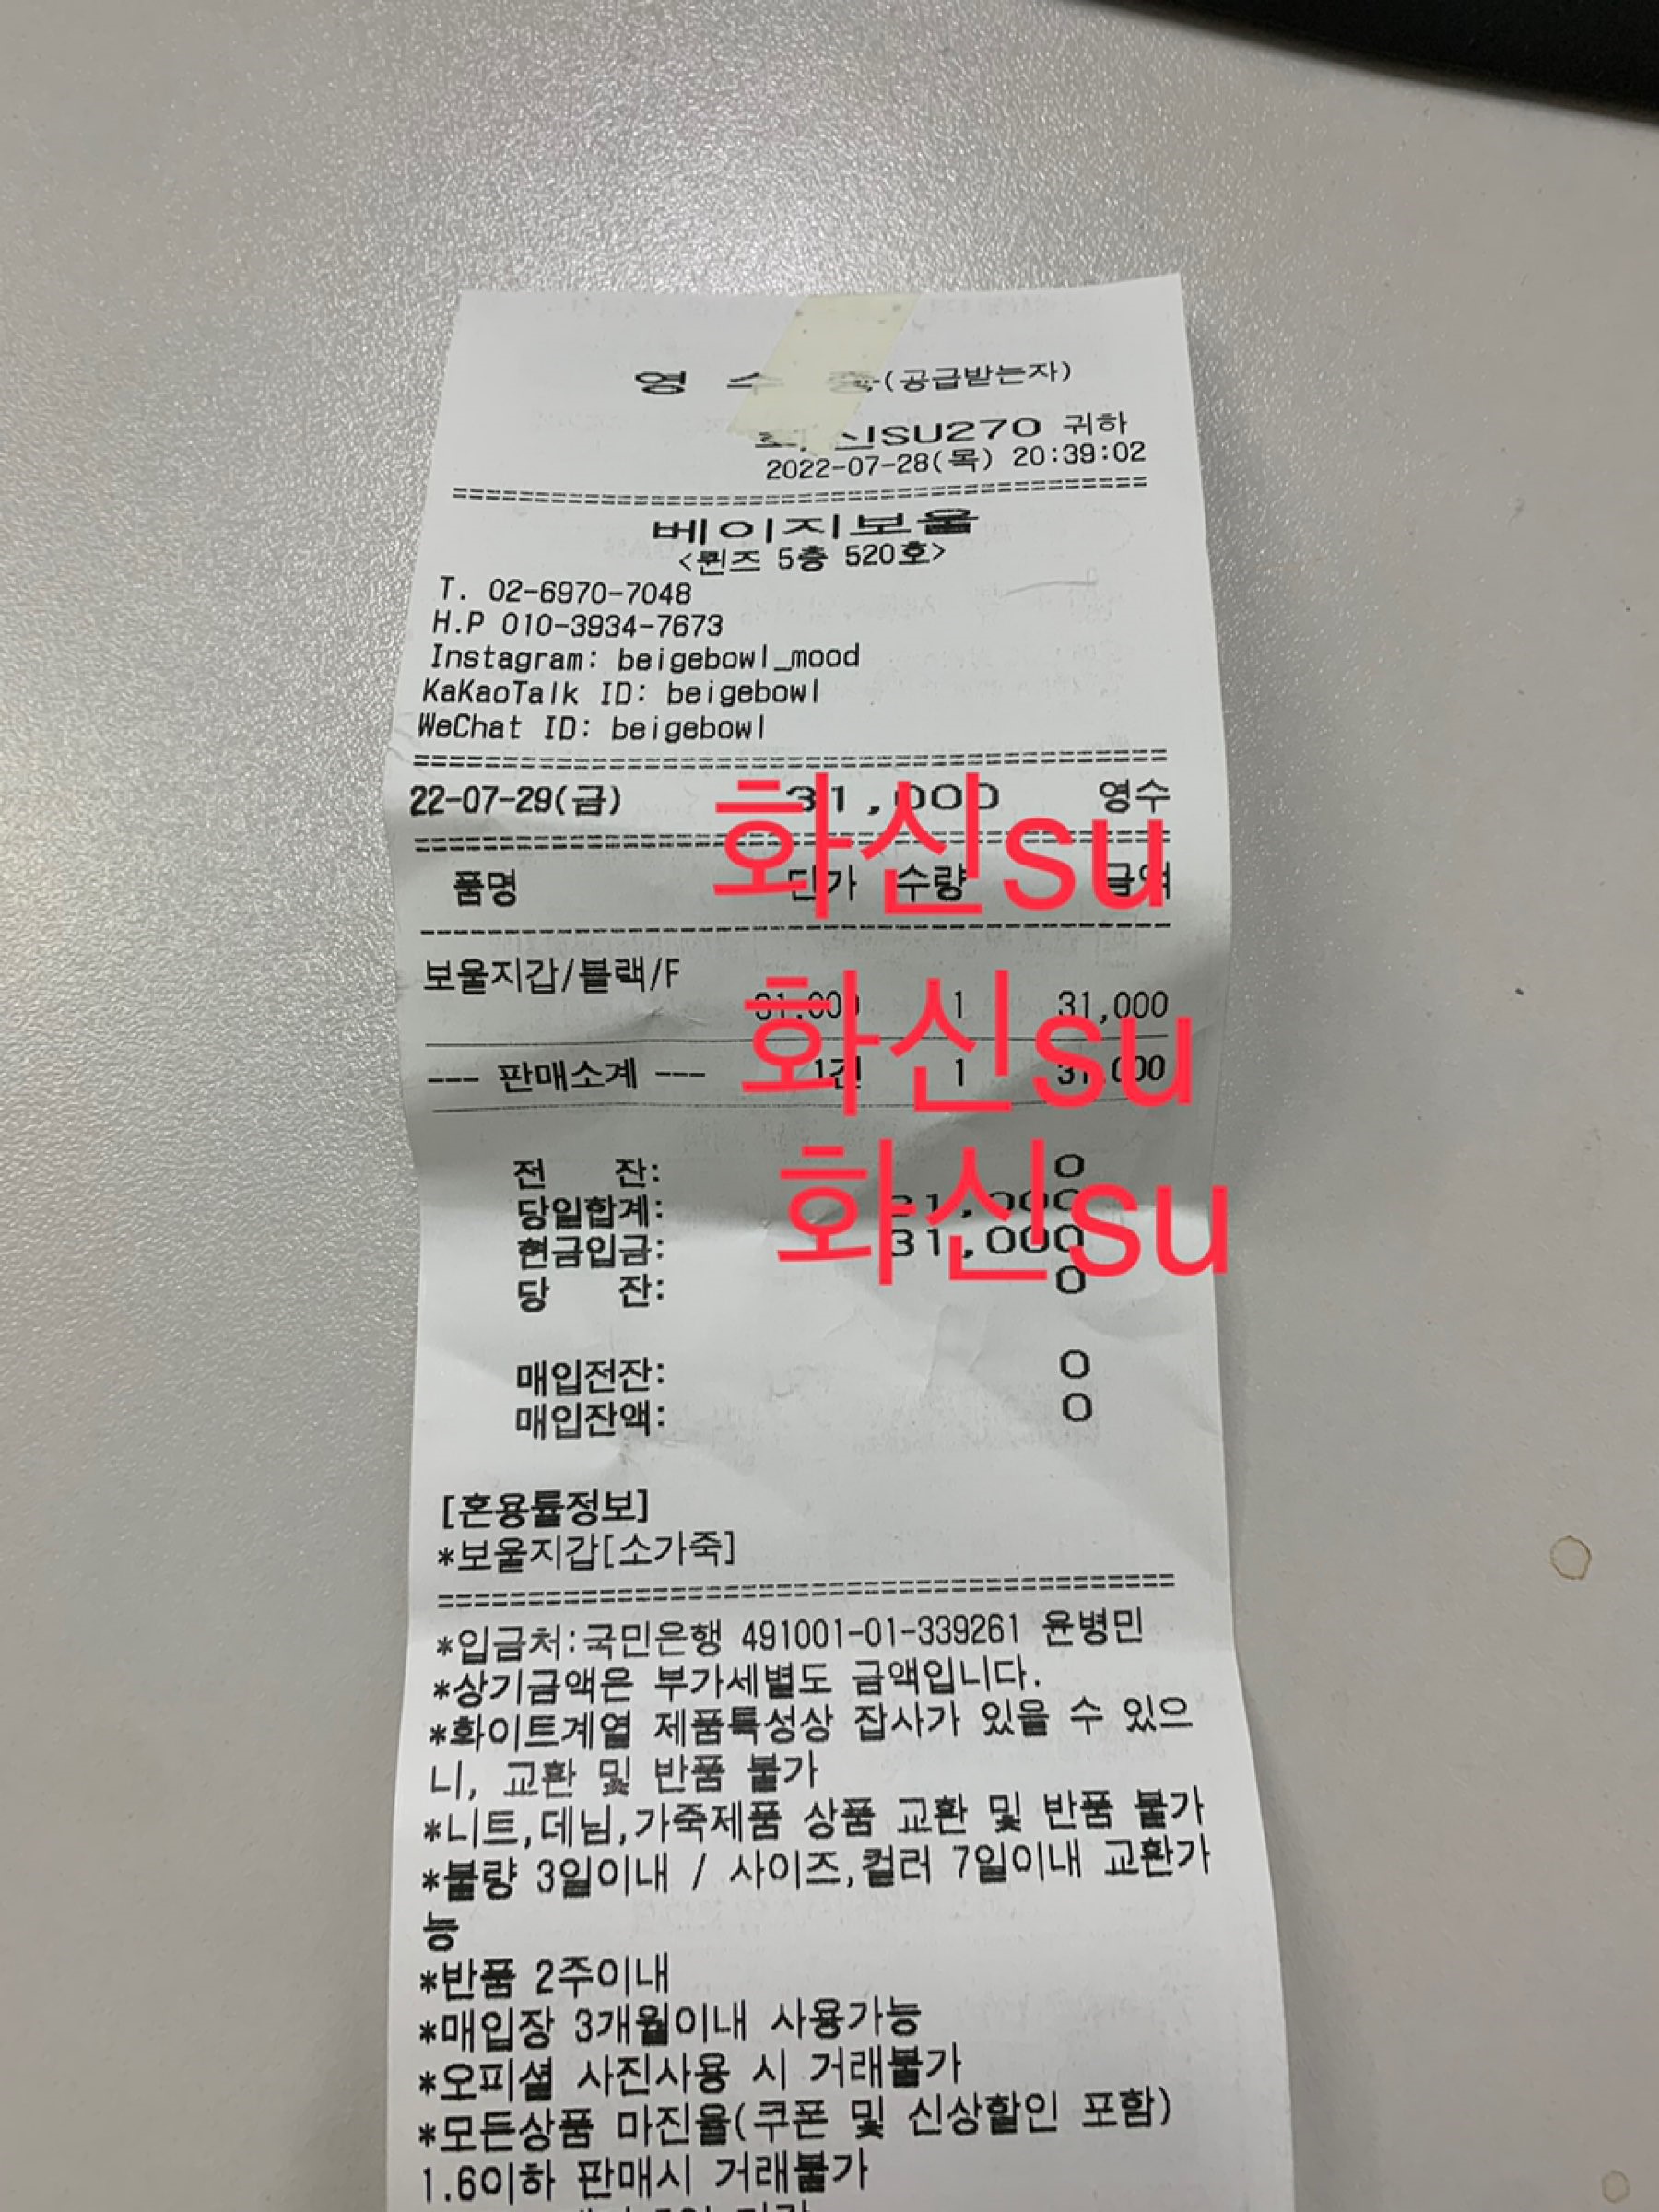 영 수 증(공급받는자)
화신SU270 귀하
2022-07-28(목) 20:39:02
베이지보울
<퀸즈 5층 520호>
T. 02-6970-7048
H.P 010-3934-7673
Instagram: beigebowl_mood
KaKaoTalk ID: beigebowl
WeChat ID: beigebowl
22-07-29(금) 31,000 영수
화신su
품명 단가 수량 금액
보울지갑/블랙/F
31,000 1 31,000
화신su
--- 판매소계 --- 1건 1 31,000
전 잔: 0
당일합계: 31,000
화신su
현금입금: 31,000
당 잔: 0
매입전잔: 0
매입잔액: 0
[혼용률정보]
*보울지갑[소가죽]
*입금처:국민은행 491001-01-339261 윤병민
*상기금액은 부가세별도 금액입니다.
*화이트계열 제품특성상 잡사가 있을 수 있으
니, 교환 및 반품 불가
*니트,데님,가죽제품 상품 교환 및 반품 불가
*불량 3일이내 / 사이즈,컬러 7일이내 교환가
능
*반품 2주이내
*매입장 3개월이내 사용가능
*오피셜 사진사용 시 거래불가
*모든상품 마진율(쿠폰 및 신상할인 포함)
1.6이하 판매시 거래불가